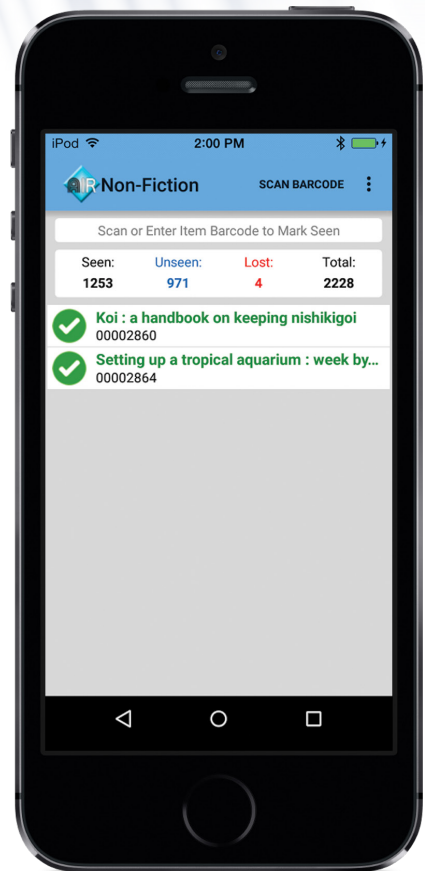 iPod 2:00 PM
AIR Non-Fiction SCAN BARCODE
Scan or Enter Item Barcode to Mark Seen
Seen: Unseen: Lost: Total:
1253 971 4 2228
Koi : a handbook on keeping nishikigoi
00002860
Setting up a tropical aquarium : week by...
00002864